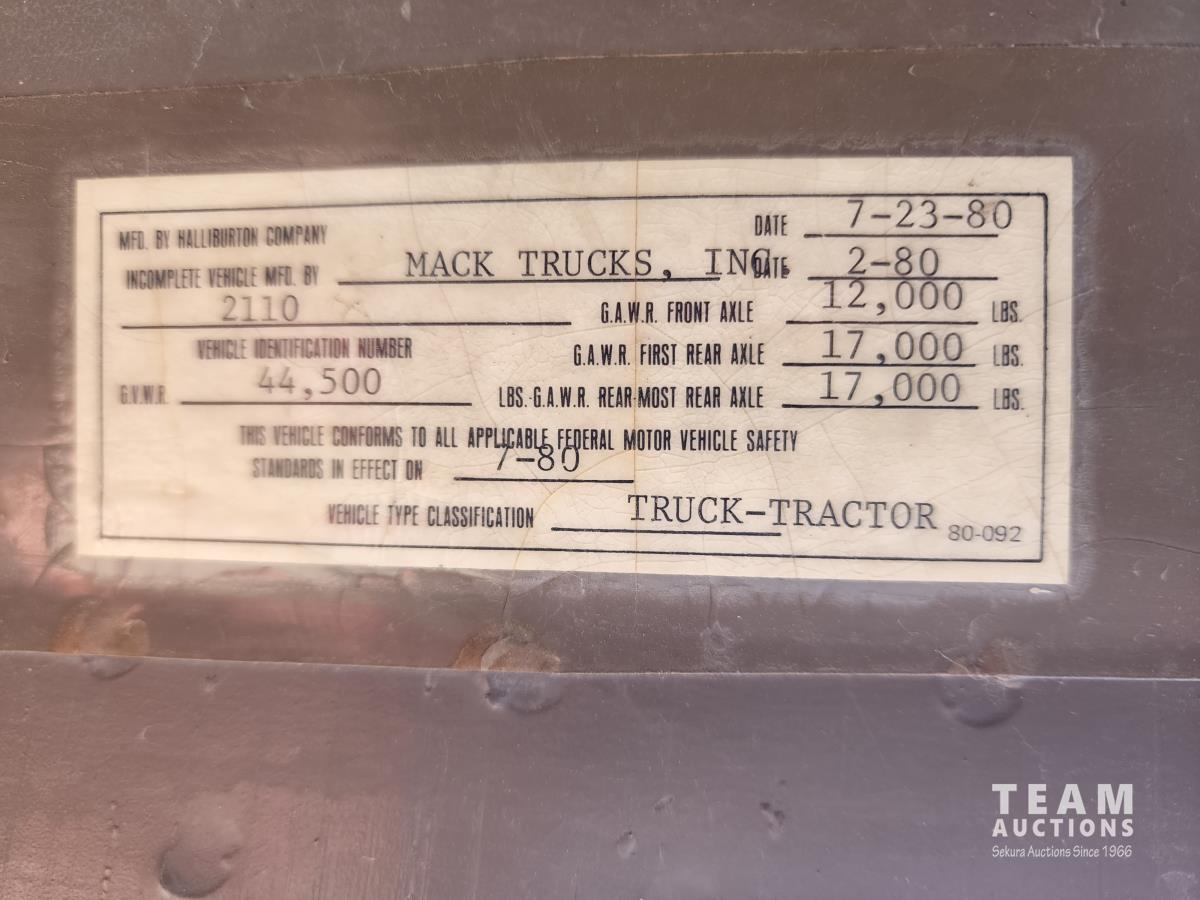 MFD. BY HALLIBURTON COMPANY DATE 7-23-80
INCOMPLETE VEHICLE MFD. BY MACK TRUCKS, INC. DATE 2-80
2110 G.A.W.R. FRONT AXLE 12,000 LBS.
VEHICLE IDENTIFICATION NUMBER G.A.W.R. FIRST REAR AXLE 17,000 LBS.
G.V.W.R. 44,500 LBS. G.A.W.R. REAR-MOST REAR AXLE 17,000 LBS.
THIS VEHICLE CONFORMS TO ALL APPLICABLE FEDERAL MOTOR VEHICLE SAFETY
STANDARDS IN EFFECT ON 7-80
VEHICLE TYPE CLASSIFICATION TRUCK-TRACTOR 80-092
TEAM
AUCTIONS
Sekura Auctions Since 1966